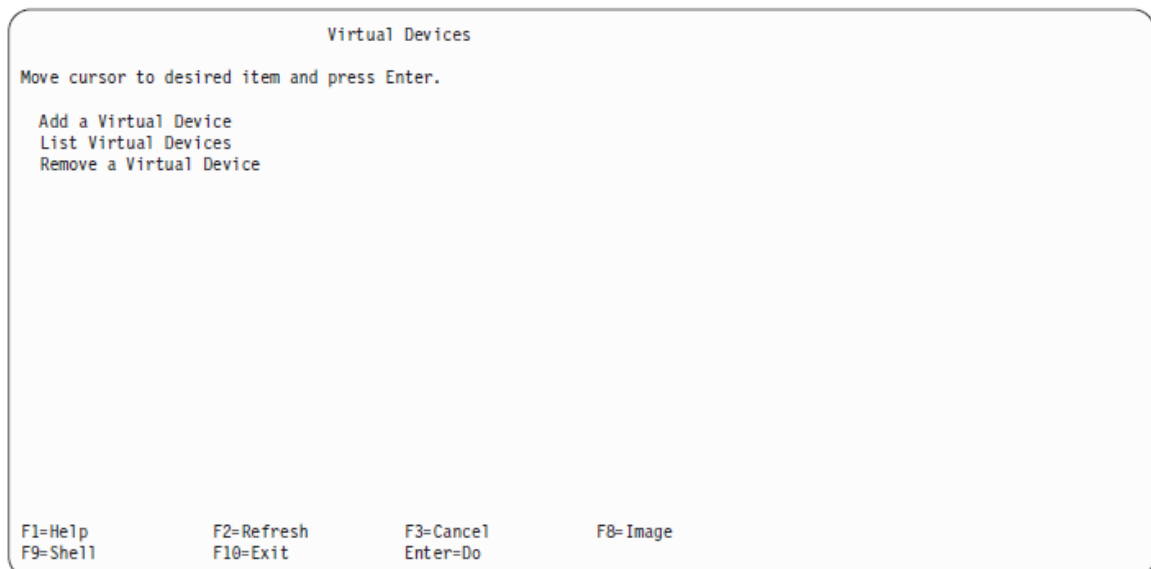 Virtual Devices
Move cursor to desired item and press Enter.
Add a Virtual Device
List Virtual Devices
Remove a Virtual Device
F1=Help F2=Refresh F3=Cancel F8=Image
F9=Shell F10=Exit Enter=Do